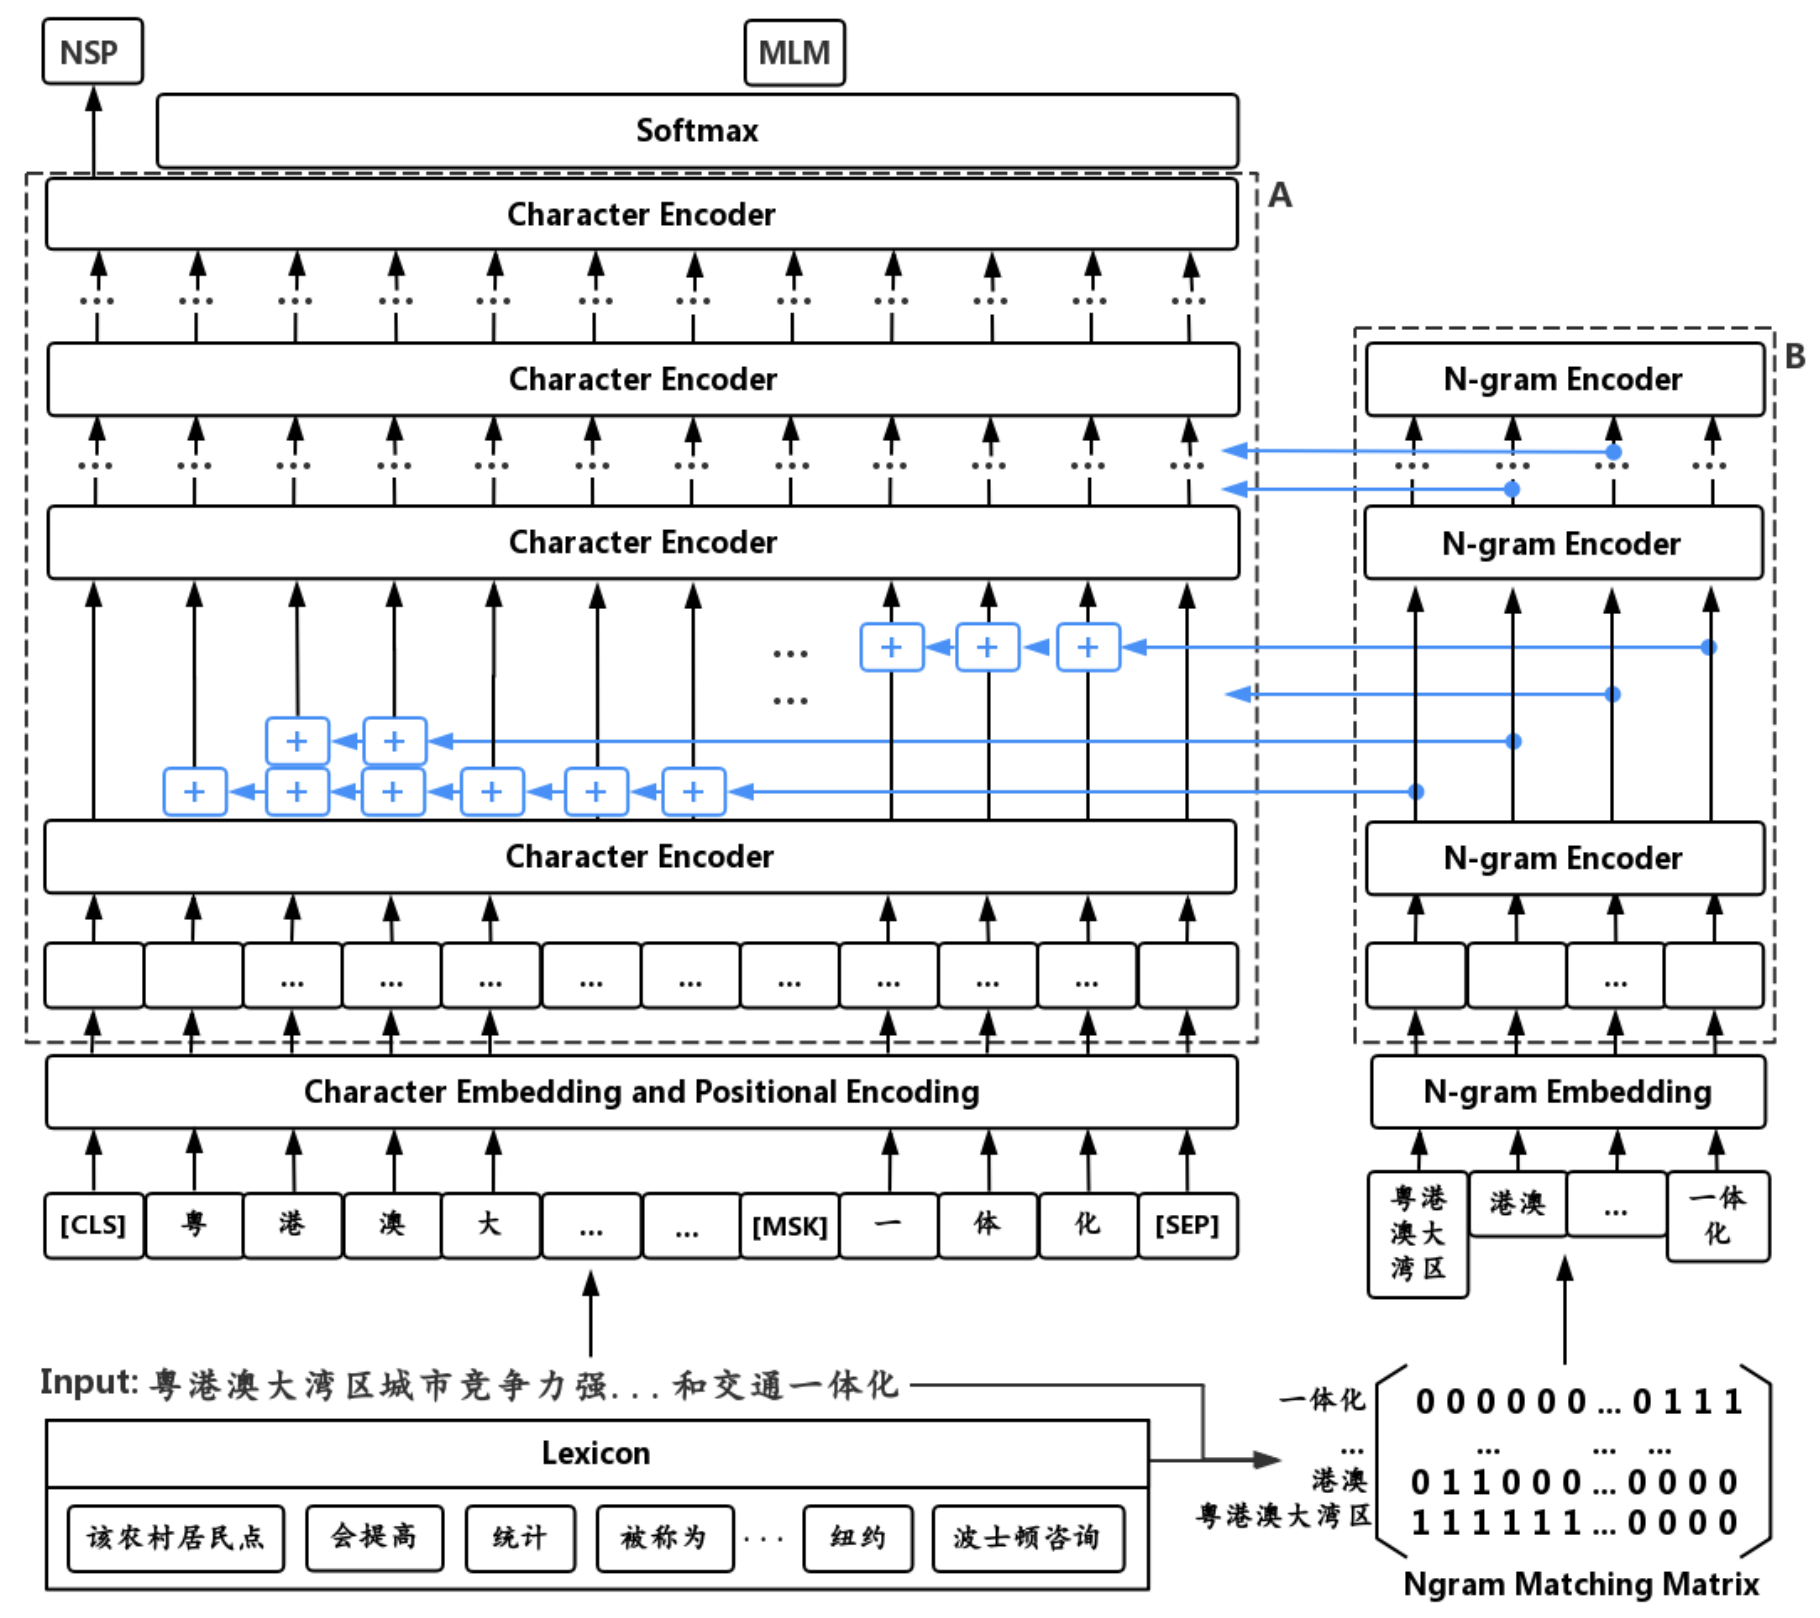 NSP
MLM
Softmax
Character Encoder
A
Character Encoder
N-gram Encoder
B
Character Encoder
N-gram Encoder
+ + +
+ +
+ + + + + +
Character Encoder
N-gram Encoder
Character Embedding and Positional Encoding
N-gram Embedding
[CLS] 粤 港 澳 大 ... ... [MSK] 一 体 化 [SEP]
粤港
澳大
湾区
港澳
...
一体
化
Input: 粤港澳大湾区城市竞争力强...和交通一体化
Lexicon
该农村居民点 会提高 统计 被称为 ... 纽约 波士顿咨询
一体化 0 0 0 0 0 0 ... 0 1 1 1
... ... ... ...
港澳 0 1 1 0 0 0 ... 0 0 0 0
粤港澳大湾区 1 1 1 1 1 1 ... 0 0 0 0
Ngram Matching Matrix